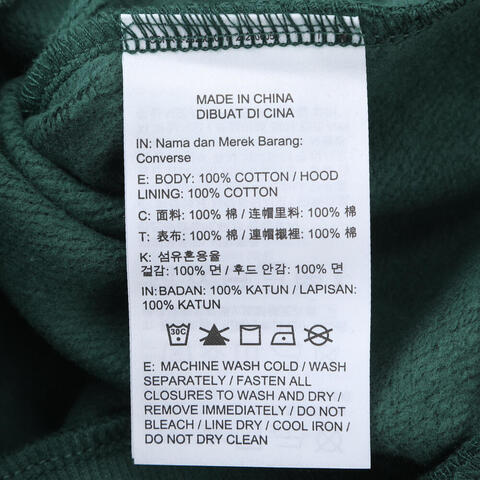 MADE IN CHINA
DIBUAT DI CINA
IN: Nama dan Merek Barang:
Converse
E: BODY: 100% COTTON / HOOD
LINING: 100% COTTON
C: 面料: 100% 棉 / 连帽里料: 100% 棉
T: 表布: 100% 棉 / 連帽襯裡: 100% 棉
K: 섬유혼용율
겉감: 100% 면 / 후드 안감: 100% 면
IN: BADAN: 100% KATUN / LAPISAN:
100% KATUN
30C
E: MACHINE WASH COLD / WASH
SEPARATELY / FASTEN ALL
CLOSURES TO WASH AND DRY /
REMOVE IMMEDIATELY / DO NOT
BLEACH / LINE DRY / COOL IRON /
DO NOT DRY CLEAN